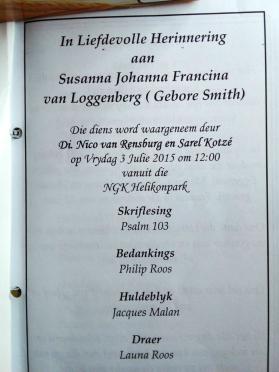 In Liefdevolle Herinnering
aan
Susanna Johanna Francina
van Loggenberg ( Gebore Smith)
Die diens word waargeneem deur
Di. Nico van Rensburg en Sarel Kotzé
op Vrydag 3 Julie 2015 om 12:00
vanuit die
NGK Helikonpark
Skriflesing
Psalm 103
Bedankings
Philip Roos
Huldeblyk
Jacques Malan
Draer
Launa Roos